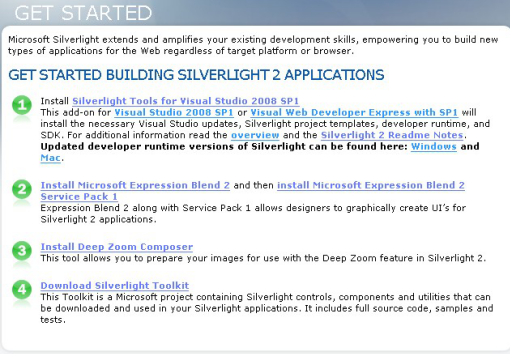 GET STARTED
Microsoft Silverlight extends and amplifies your existing development skills, empowering you to build new
types of applications for the Web regardless of target platform or browser.
GET STARTED BUILDING SILVERLIGHT 2 APPLICATIONS
1 Install Silverlight Tools for Visual Studio 2008 SP1
This add-on for Visual Studio 2008 SP1 or Visual Web Developer Express with SP1 will
install the necessary Visual Studio updates, Silverlight project templates, developer runtime, and
SDK. For additional information read the overview and the Silverlight 2 Readme Notes.
Updated developer runtime versions of Silverlight can be found here: Windows and
Mac.
2 Install Microsoft Expression Blend 2 and then install Microsoft Expression Blend 2
Service Pack 1
Expression Blend 2 along with Service Pack 1 allows designers to graphically create UI's for
Silverlight 2 applications.
3 Install Deep Zoom Composer
This tool allows you to prepare your images for use with the Deep Zoom feature in Silverlight 2.
4 Download Silverlight Toolkit
This Toolkit is a Microsoft project containing Silverlight controls, components and utilities that can
be downloaded and used in your Silverlight applications. It includes full source code, samples and
tests.